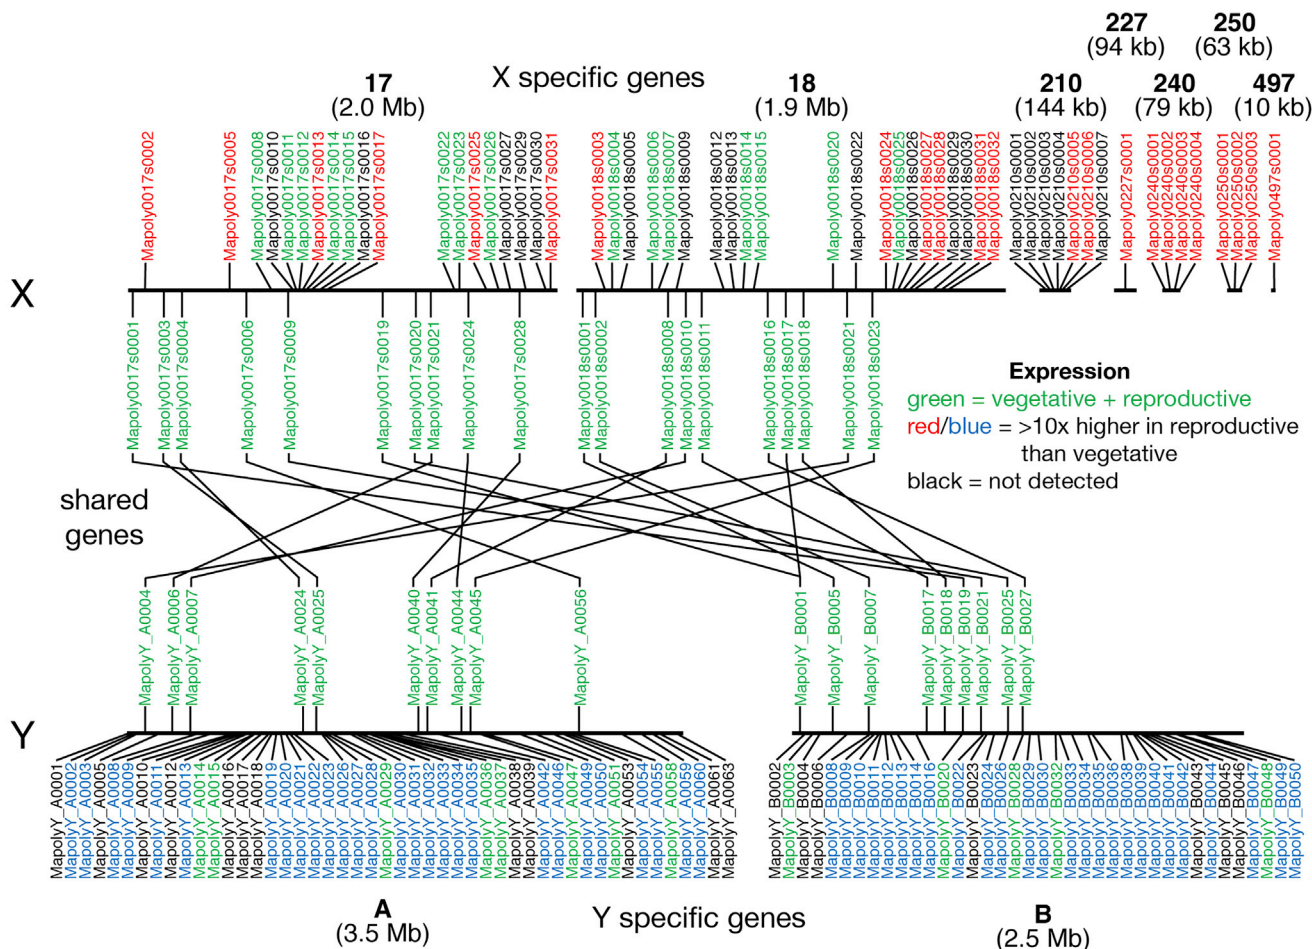 227
(94 kb)
250
(63 kb)
17
(2.0 Mb)
X specific genes
18
(1.9 Mb)
210
(144 kb)
240
(79 kb)
497
(10 kb)
Mapoly0017s0002
Mapoly0017s0005
Mapoly0017s0008
Mapoly0017s0010
Mapoly0017s0011
Mapoly0017s0012
Mapoly0017s0013
Mapoly0017s0014
Mapoly0017s0015
Mapoly0017s0016
Mapoly0017s0017
Mapoly0017s0022
Mapoly0017s0023
Mapoly0017s0025
Mapoly0017s0026
Mapoly0017s0027
Mapoly0017s0029
Mapoly0017s0030
Mapoly0017s0031
Mapoly0018s0003
Mapoly0018s0004
Mapoly0018s0005
Mapoly0018s0006
Mapoly0018s0007
Mapoly0018s0009
Mapoly0018s0012
Mapoly0018s0013
Mapoly0018s0014
Mapoly0018s0015
Mapoly0018s0020
Mapoly0018s0022
Mapoly0018s0024
Mapoly0018s0025
Mapoly0018s0026
Mapoly0018s0027
Mapoly0018s0028
Mapoly0018s0029
Mapoly0018s0030
Mapoly0018s0031
Mapoly0018s0032
Mapoly0210s0001
Mapoly0210s0002
Mapoly0210s0003
Mapoly0210s0004
Mapoly0210s0005
Mapoly0210s0006
Mapoly0210s0007
Mapoly0227s0001
Mapoly0240s0001
Mapoly0240s0002
Mapoly0240s0003
Mapoly0240s0004
Mapoly0250s0001
Mapoly0250s0002
Mapoly0250s0003
Mapoly0497s0001
X
Mapoly0017s0001
Mapoly0017s0003
Mapoly0017s0004
Mapoly0017s0006
Mapoly0017s0009
Mapoly0017s0019
Mapoly0017s0020
Mapoly0017s0021
Mapoly0017s0024
Mapoly0017s0028
Mapoly0018s0001
Mapoly0018s0002
Mapoly0018s0008
Mapoly0018s0010
Mapoly0018s0011
Mapoly0018s0016
Mapoly0018s0017
Mapoly0018s0018
Mapoly0018s0021
Mapoly0018s0023
Expression
green = vegetative + reproductive
red/blue = >10x higher in reproductive
than vegetative
black = not detected
shared
genes
MapolyY_A0004
MapolyY_A0006
MapolyY_A0007
MapolyY_A0024
MapolyY_A0025
MapolyY_A0040
MapolyY_A0041
MapolyY_A0044
MapolyY_A0045
MapolyY_A0056
MapolyY_B0001
MapolyY_B0005
MapolyY_B0007
MapolyY_B0017
MapolyY_B0018
MapolyY_B0019
MapolyY_B0021
MapolyY_B0025
MapolyY_B0027
Y
MapolyY_A0001
MapolyY_A0002
MapolyY_A0003
MapolyY_A0005
MapolyY_A0008
MapolyY_A0009
MapolyY_A0010
MapolyY_A0011
MapolyY_A0012
MapolyY_A0013
MapolyY_A0014
MapolyY_A0015
MapolyY_A0016
MapolyY_A0017
MapolyY_A0018
MapolyY_A0019
MapolyY_A0020
MapolyY_A0021
MapolyY_A0022
MapolyY_A0023
MapolyY_A0026
MapolyY_A0027
MapolyY_A0028
MapolyY_A0029
MapolyY_A0030
MapolyY_A0031
MapolyY_A0032
MapolyY_A0033
MapolyY_A0034
MapolyY_A0035
MapolyY_A0036
MapolyY_A0037
MapolyY_A0038
MapolyY_A0039
MapolyY_A0042
MapolyY_A0046
MapolyY_A0047
MapolyY_A0049
MapolyY_A0050
MapolyY_A0051
MapolyY_A0053
MapolyY_A0054
MapolyY_A0055
MapolyY_A0058
MapolyY_A0059
MapolyY_A0060
MapolyY_A0061
MapolyY_A0063
MapolyY_B0002
MapolyY_B0003
MapolyY_B0004
MapolyY_B0006
MapolyY_B0008
MapolyY_B0009
MapolyY_B0010
MapolyY_B0011
MapolyY_B0012
MapolyY_B0013
MapolyY_B0014
MapolyY_B0016
MapolyY_B0020
MapolyY_B0022
MapolyY_B0023
MapolyY_B0024
MapolyY_B0026
MapolyY_B0028
MapolyY_B0029
MapolyY_B0030
MapolyY_B0032
MapolyY_B0033
MapolyY_B0034
MapolyY_B0035
MapolyY_B0036
MapolyY_B0038
MapolyY_B0039
MapolyY_B0040
MapolyY_B0041
MapolyY_B0042
MapolyY_B0043
MapolyY_B0044
MapolyY_B0045
MapolyY_B0046
MapolyY_B0047
MapolyY_B0048
MapolyY_B0049
MapolyY_B0050
A
(3.5 Mb)
Y specific genes
B
(2.5 Mb)